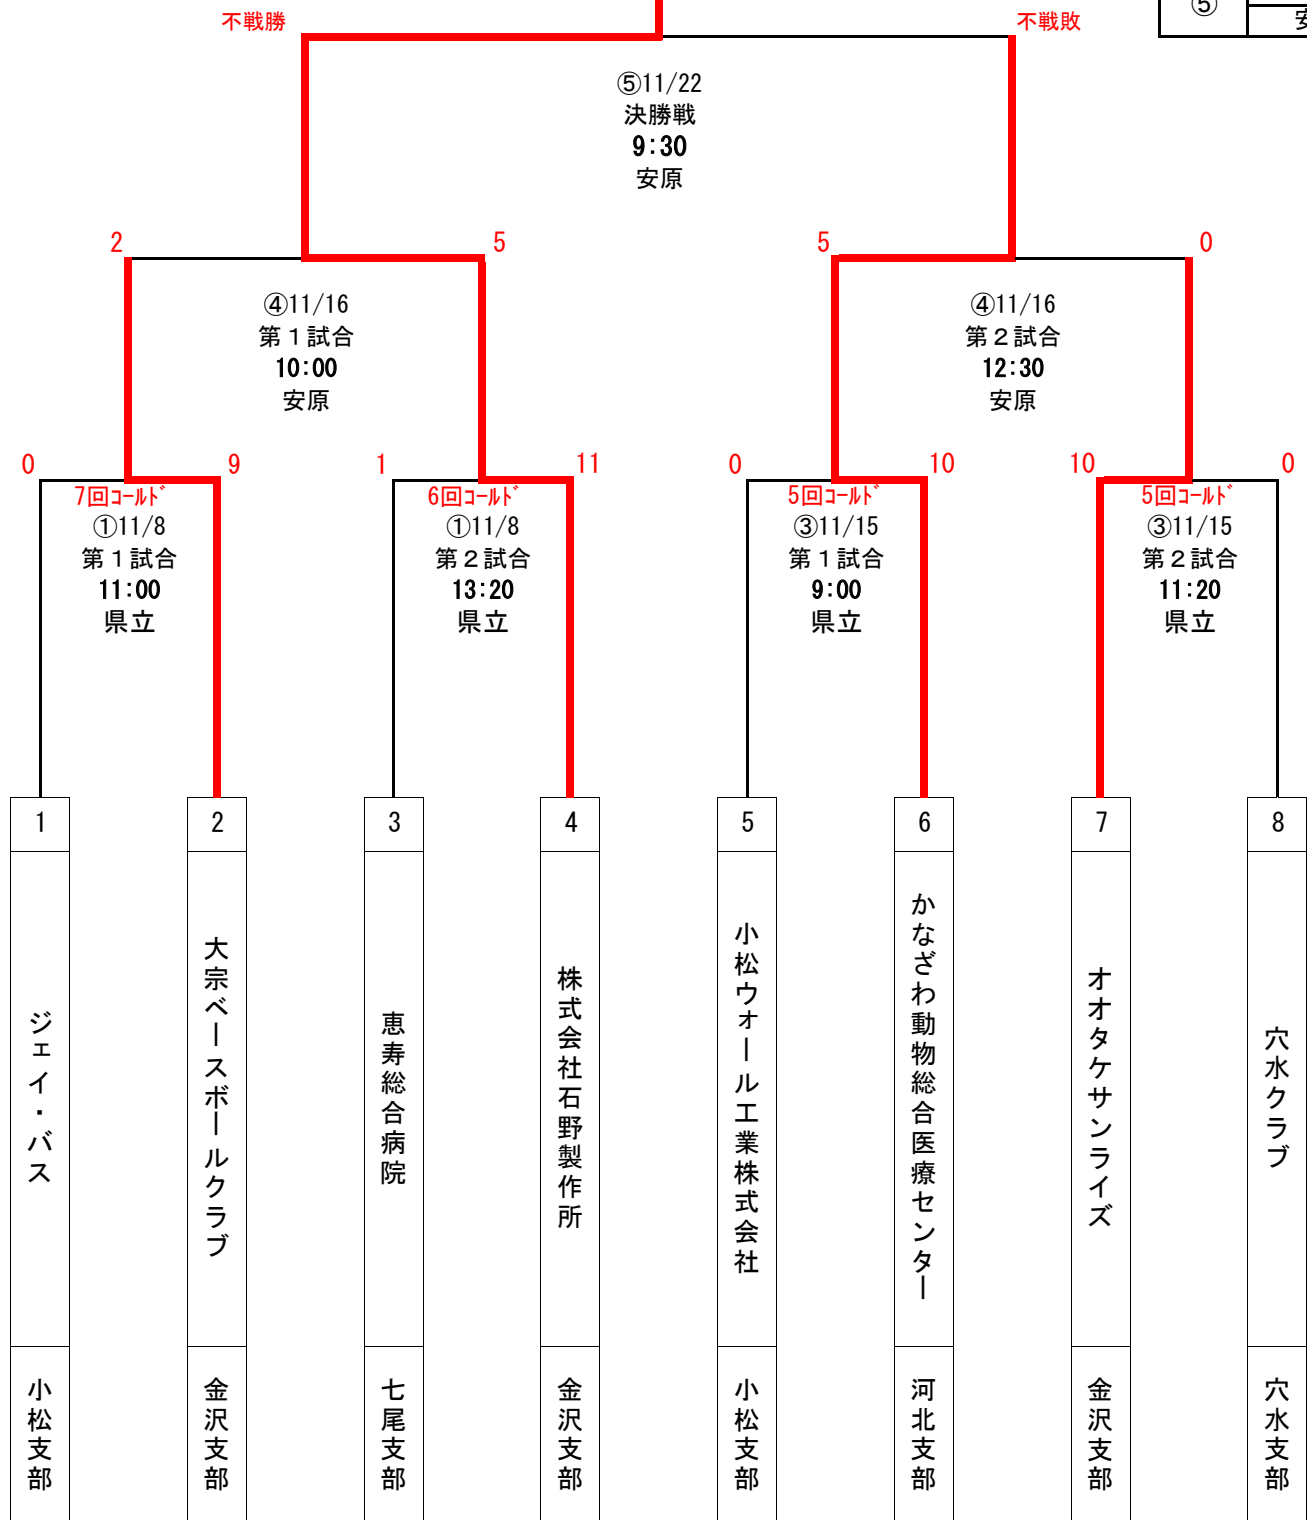 不戦勝
不戦敗
⑤
⑤11/22
決勝戦
9:30
安原
2
5
5
0
④11/16
第1試合
10:00
安原
④11/16
第2試合
12:30
安原
0
9
1
11
0
10
10
0
7回ｺｰﾙﾄﾞ
①11/8
第1試合
11:00
県立
6回ｺｰﾙﾄﾞ
①11/8
第2試合
13:20
県立
5回ｺｰﾙﾄﾞ
③11/15
第1試合
9:00
県立
5回ｺｰﾙﾄﾞ
③11/15
第2試合
11:20
県立
1
2
3
4
5
6
7
8
ジェイ・バス
大宗ベースボールクラブ
恵寿総合病院
株式会社石野製作所
小松ウォール工業株式会社
かなざわ動物総合医療センター
オオタケサンライズ
穴水クラブ
小松支部
金沢支部
七尾支部
金沢支部
小松支部
河北支部
金沢支部
穴水支部